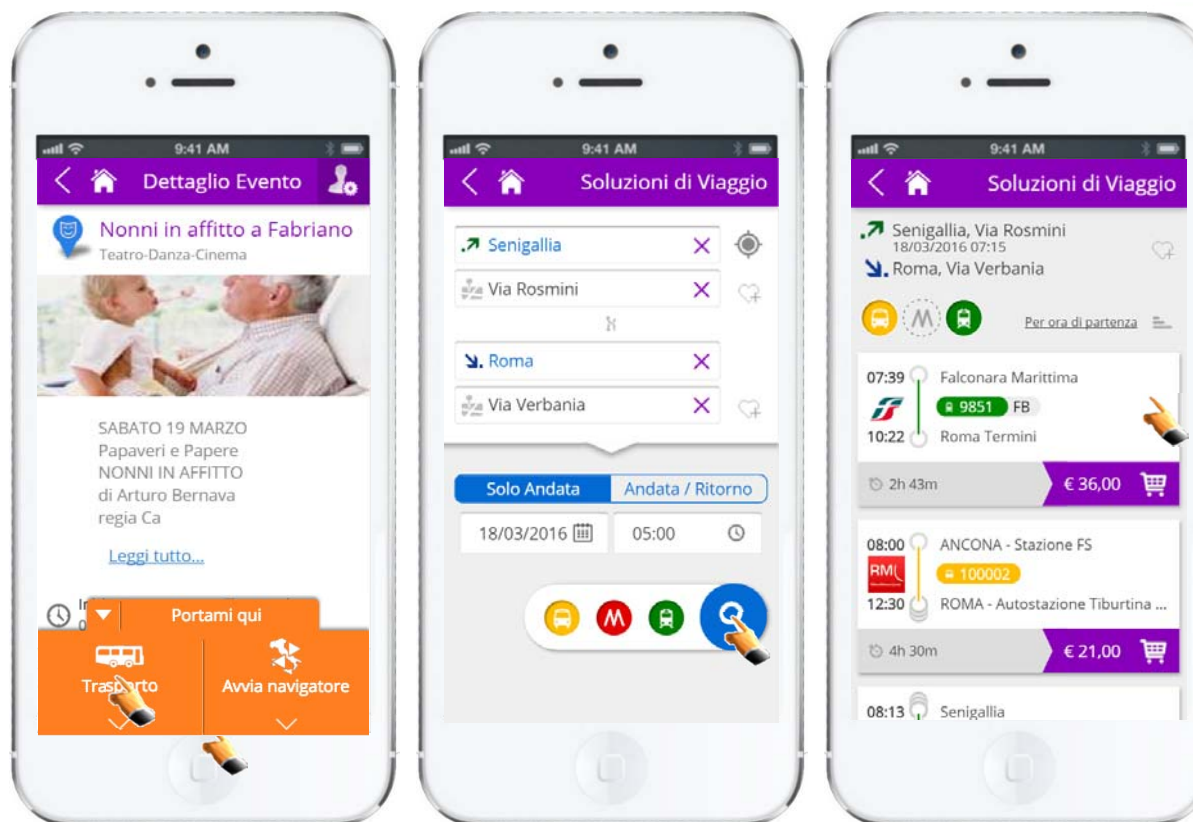 9:41 AM
Dettaglio Evento
Nonni in affitto a Fabriano
Teatro-Danza-Cinema
SABATO 19 MARZO
Papaveri e Papere
NONNI IN AFFITTO
di Arturo Bernava
regia Ca
Leggi tutto...
Portami qui
Trasporto
Avvia navigatore
9:41 AM
Soluzioni di Viaggio
Senigallia
Via Rosmini
Roma
Via Verbania
Solo Andata
Andata / Ritorno
18/03/2016
05:00
9:41 AM
Soluzioni di Viaggio
Senigallia, Via Rosmini
18/03/2016 07:15
Roma, Via Verbania
Per ora di partenza
07:39 Falconara Marittima
9851 FB
10:22 Roma Termini
2h 43m € 36,00
08:00 ANCONA - Stazione FS
RM
100002
12:30 ROMA - Autostazione Tiburtina ...
4h 30m € 21,00
08:13 Senigallia